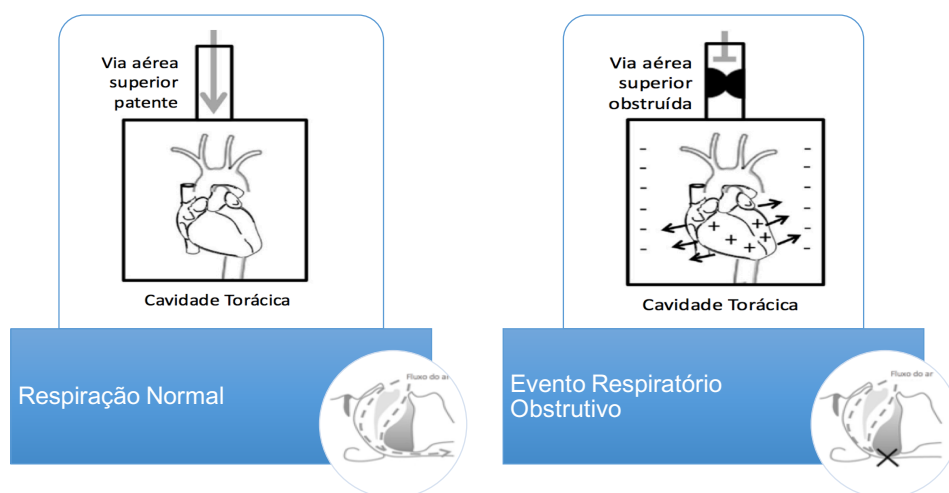 Via aérea
superior
patente
Cavidade Torácica
Respiração Normal
Fluxo do ar
Via aérea
superior
obstruída
Cavidade Torácica
Evento Respiratório
Obstrutivo
Fluxo do ar